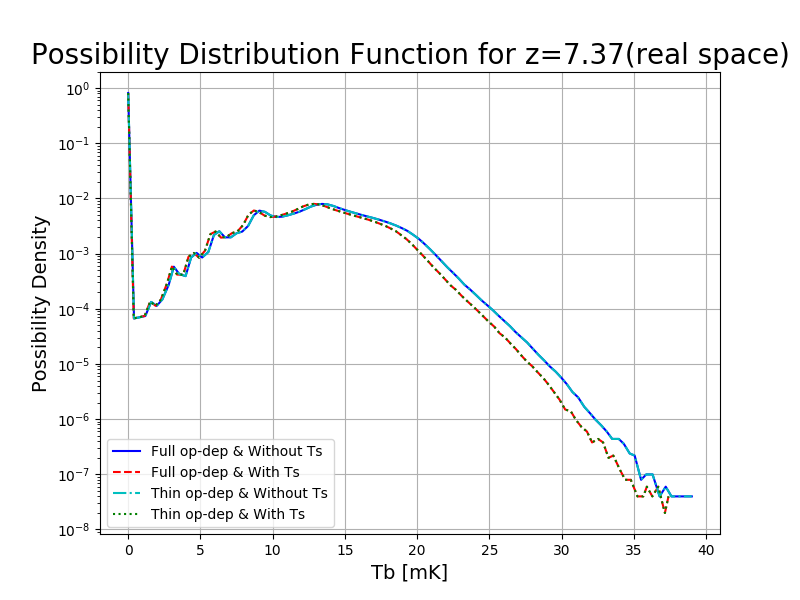 Possibility Distribution Function for z=7.37(real space)
Possibility Density
10⁰
10⁻¹
10⁻²
10⁻³
10⁻⁴
10⁻⁵
10⁻⁶
10⁻⁷
10⁻⁸
Full op-dep & Without Ts
Full op-dep & With Ts
Thin op-dep & Without Ts
Thin op-dep & With Ts
0 5 10 15 20 25 30 35 40
Tb [mK]